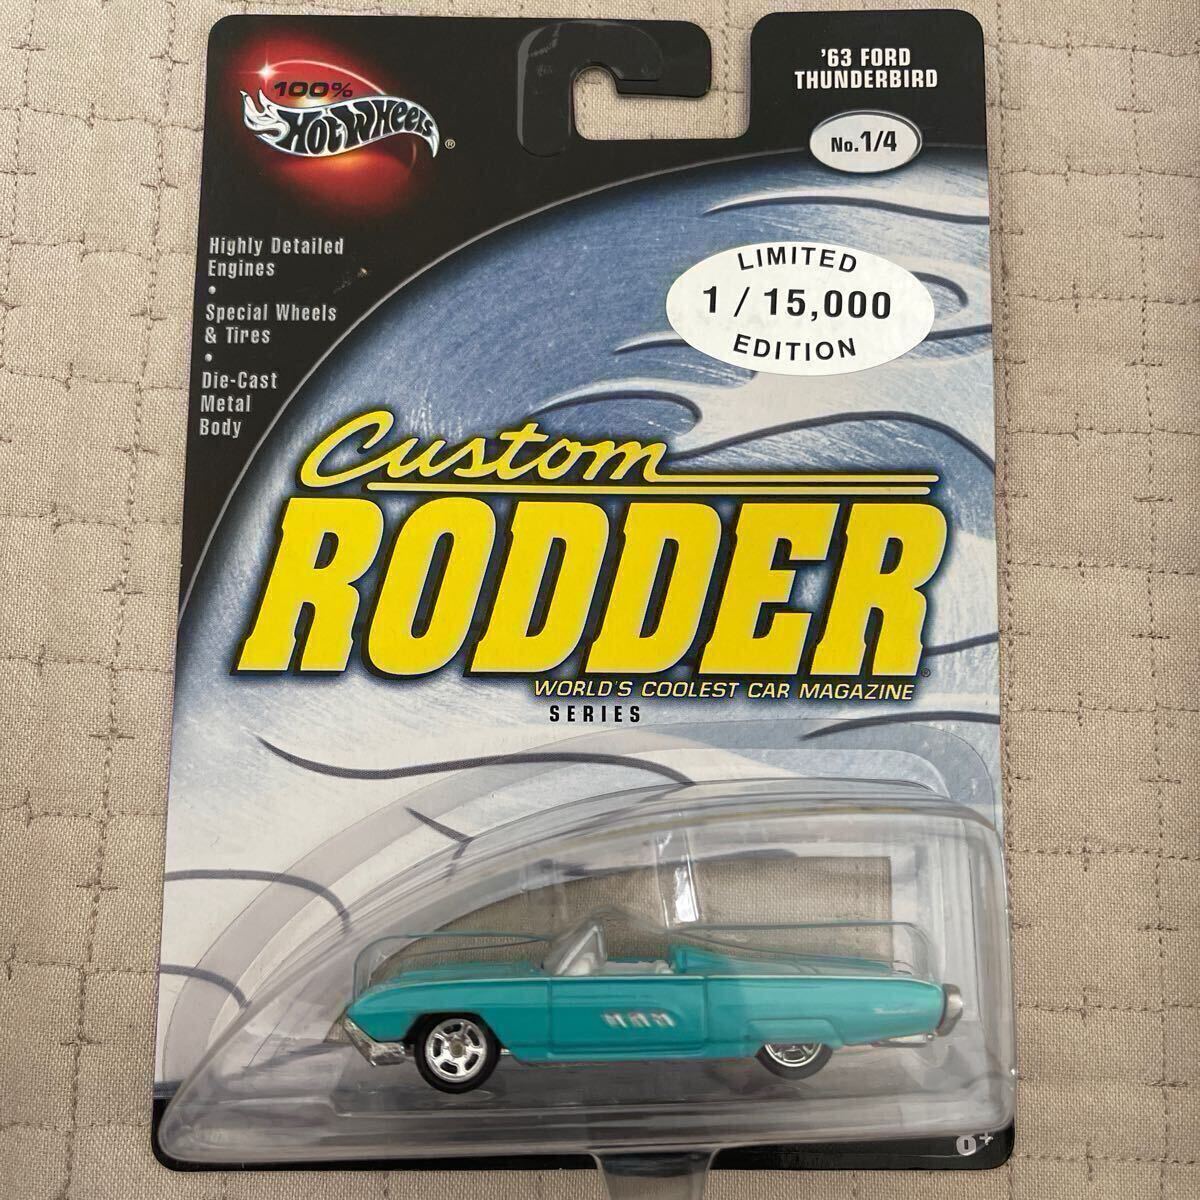 100%
HotWheels®
'63 FORD
THUNDERBIRD
No.1/4
Highly Detailed
Engines
•
Special Wheels
& Tires
•
Die-Cast
Metal
Body
LIMITED
1 / 15,000
EDITION
Custom
RODDER®
WORLD'S COOLEST CAR MAGAZINE
SERIES
0+